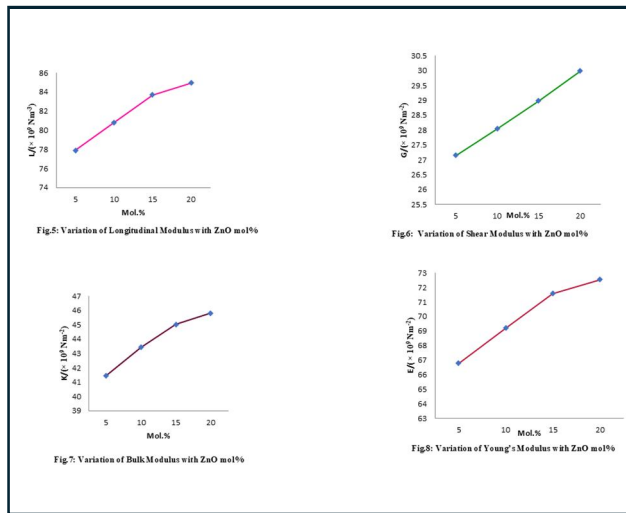 86
84
82
80
78
76
74
L/(× 10⁹ Nm⁻²)
5 10 15 20
Mol.%
Fig.5: Variation of Longitudinal Modulus with ZnO mol%
30.5
30
29.5
29
28.5
28
27.5
27
26.5
26
25.5
G/(× 10⁹ Nm⁻²)
5 10 15 20
Mol.%
Fig.6: Variation of Shear Modulus with ZnO mol%
47
46
45
44
43
42
41
40
39
K/(× 10⁹ Nm⁻²)
5 10 15 20
Mol.%
Fig.7: Variation of Bulk Modulus with ZnO mol%
73
72
71
70
69
68
67
66
65
64
63
E/(× 10⁹ Nm⁻²)
5 10 15 20
Mol.%
Fig.8: Variation of Young's Modulus with ZnO mol%